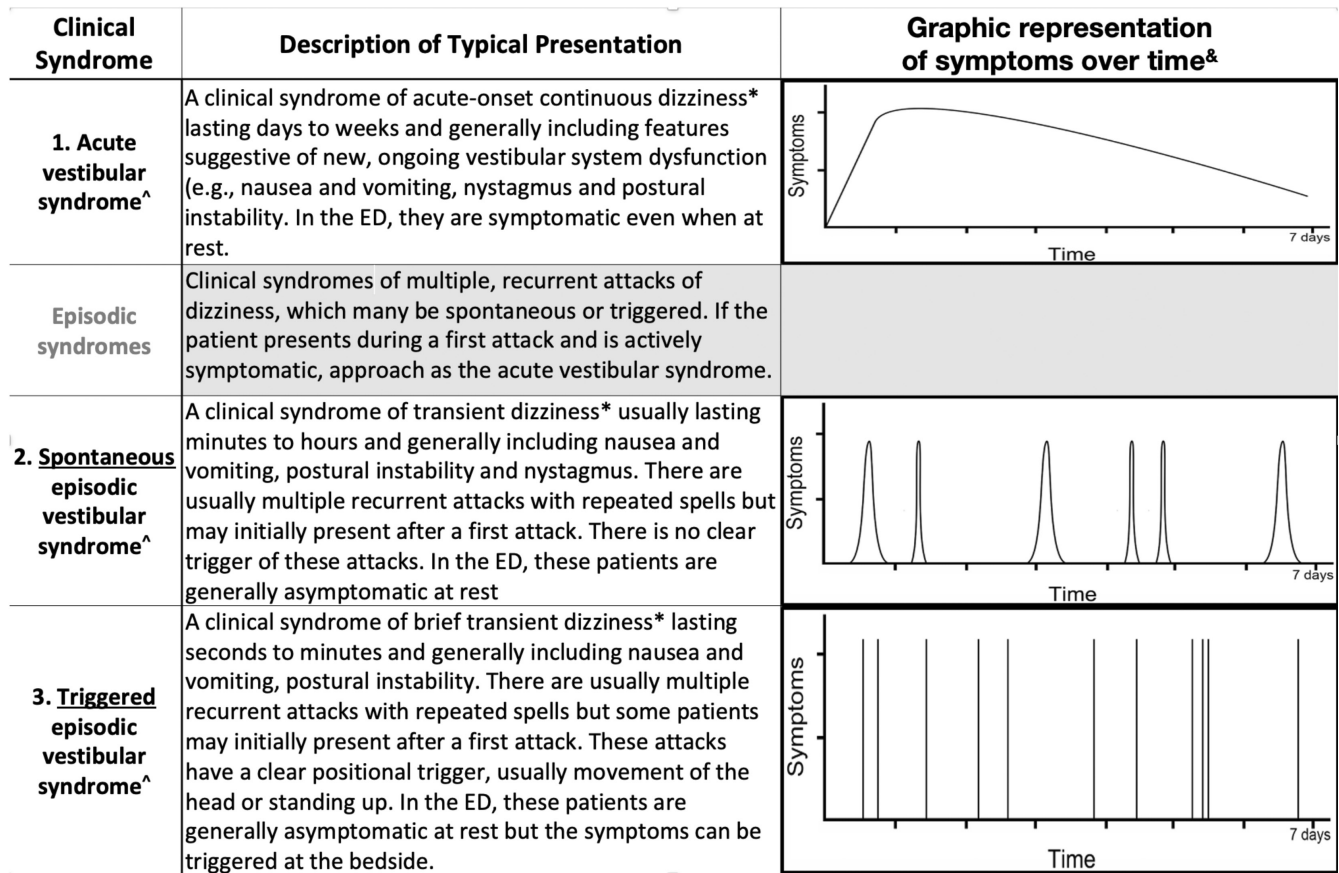 Clinical
Syndrome
Description of Typical Presentation
Graphic representation
of symptoms over time&
1. Acute
vestibular
syndrome^
A clinical syndrome of acute-onset continuous dizziness*
lasting days to weeks and generally including features
suggestive of new, ongoing vestibular system dysfunction
(e.g., nausea and vomiting, nystagmus and postural
instability. In the ED, they are symptomatic even when at
rest.
Symptoms
7 days
Time
Episodic
syndromes
Clinical syndromes of multiple, recurrent attacks of
dizziness, which many be spontaneous or triggered. If the
patient presents during a first attack and is actively
symptomatic, approach as the acute vestibular syndrome.
2. Spontaneous
episodic
vestibular
syndrome^
A clinical syndrome of transient dizziness* usually lasting
minutes to hours and generally including nausea and
vomiting, postural instability and nystagmus. There are
usually multiple recurrent attacks with repeated spells but
may initially present after a first attack. There is no clear
trigger of these attacks. In the ED, these patients are
generally asymptomatic at rest
Symptoms
7 days
Time
3. Triggered
episodic
vestibular
syndrome^
A clinical syndrome of brief transient dizziness* lasting
seconds to minutes and generally including nausea and
vomiting, postural instability. There are usually multiple
recurrent attacks with repeated spells but some patients
may initially present after a first attack. These attacks
have a clear positional trigger, usually movement of the
head or standing up. In the ED, these patients are
generally asymptomatic at rest but the symptoms can be
triggered at the bedside.
Symptoms
7 days
Time